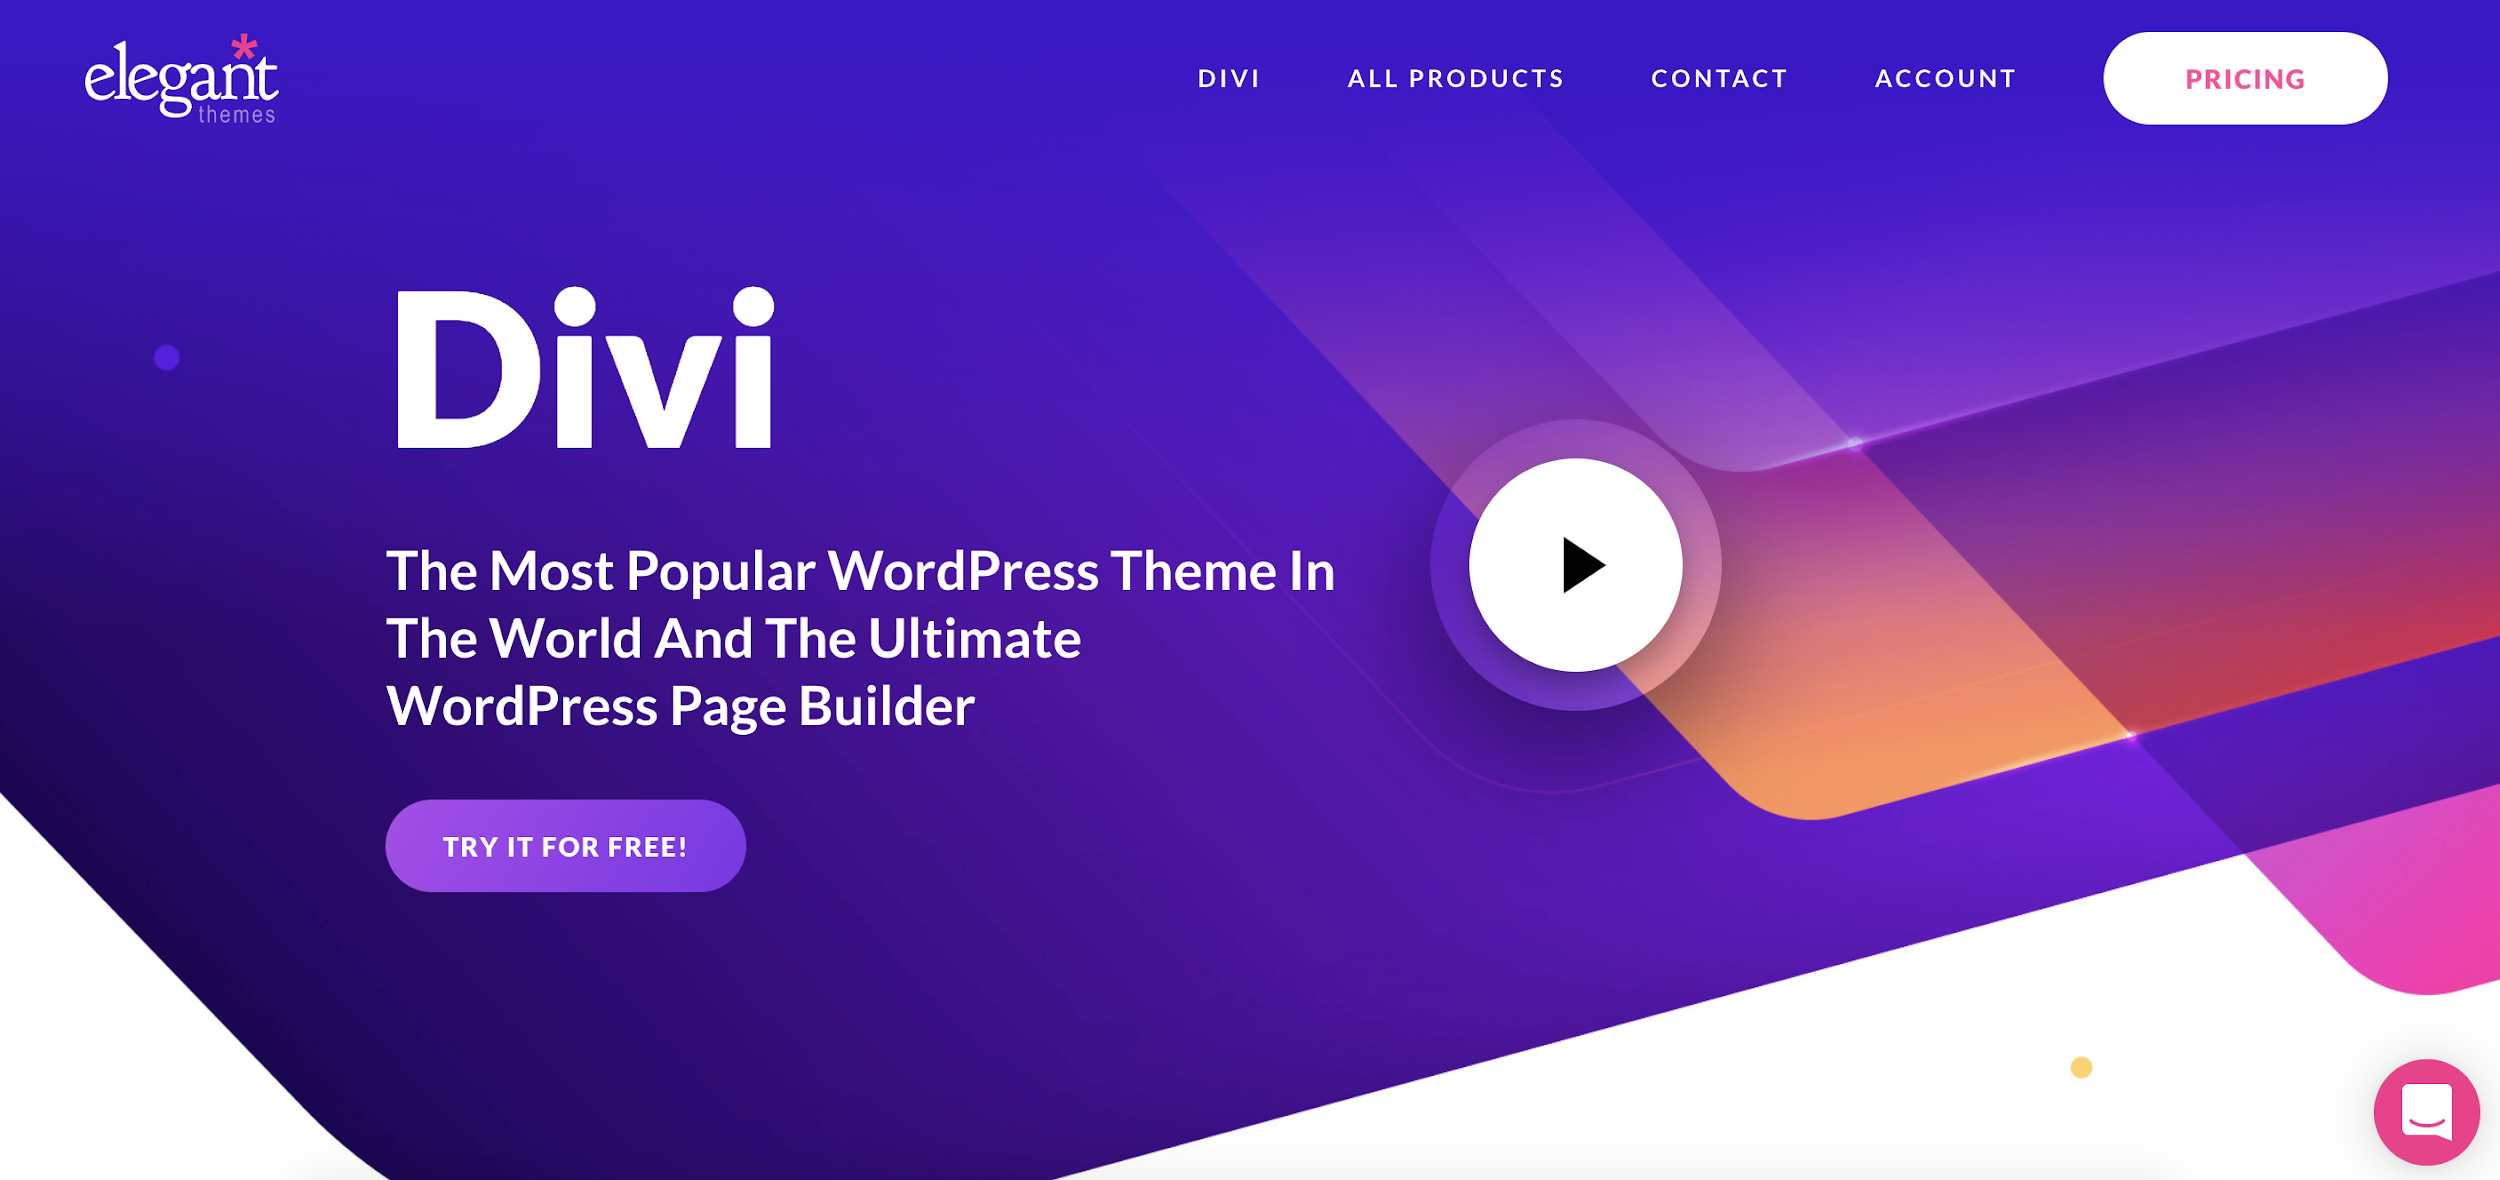 elegant
themes
DIVI
ALL PRODUCTS
CONTACT
ACCOUNT
PRICING
Divi
The Most Popular WordPress Theme In
The World And The Ultimate
WordPress Page Builder
TRY IT FOR FREE!